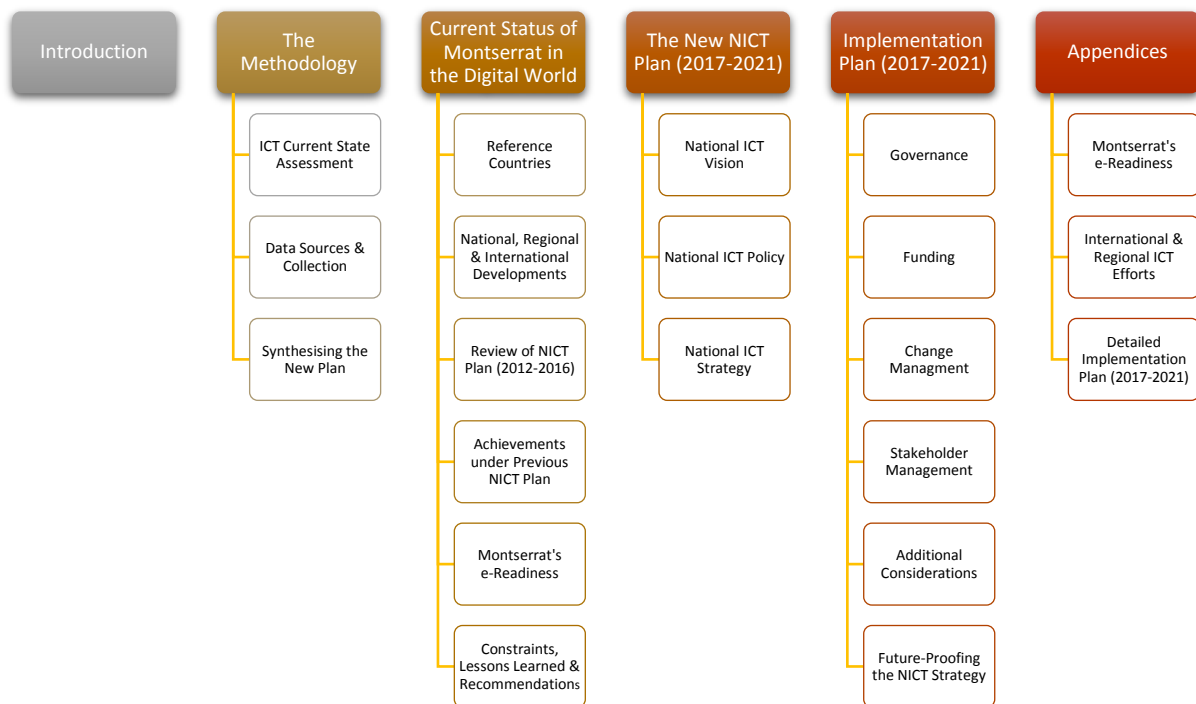 Introduction
The
Methodology
ICT Current State
Assessment
Data Sources &
Collection
Synthesising the
New Plan
Current Status of
Montserrat in
the Digital World
Reference
Countries
National, Regional
& International
Developments
Review of NICT
Plan (2012-2016)
Achievements
under Previous
NICT Plan
Montserrat's
e-Readiness
Constraints,
Lessons Learned &
Recommendations
The New NICT
Plan (2017-2021)
National ICT
Vision
National ICT Policy
National ICT
Strategy
Implementation
Plan (2017-2021)
Governance
Funding
Change
Managment
Stakeholder
Management
Additional
Considerations
Future-Proofing
the NICT Strategy
Appendices
Montserrat's
e-Readiness
International &
Regional ICT
Efforts
Detailed
Implementation
Plan (2017-2021)